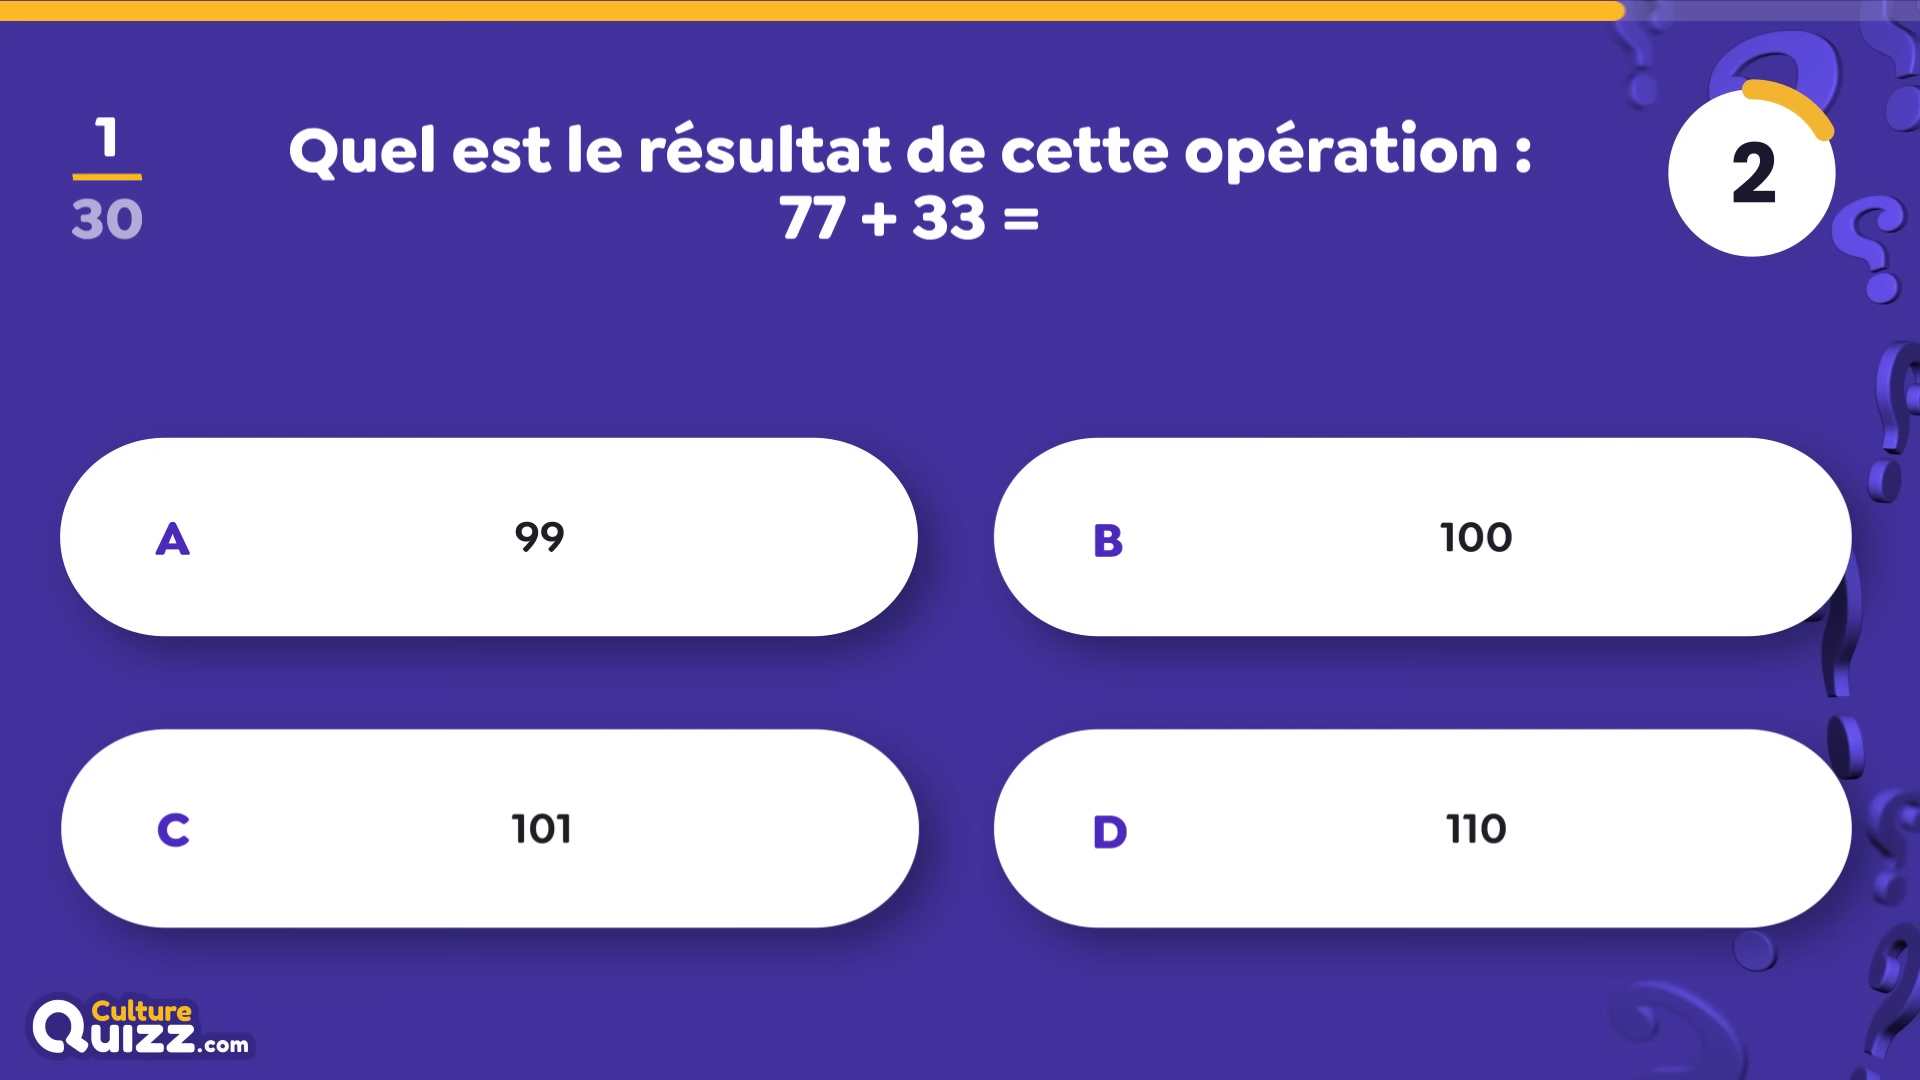 1
30
Quel est le résultat de cette opération :
77 + 33 =
2
A 99
B 100
C 101
D 110
Culture
Quizz.com